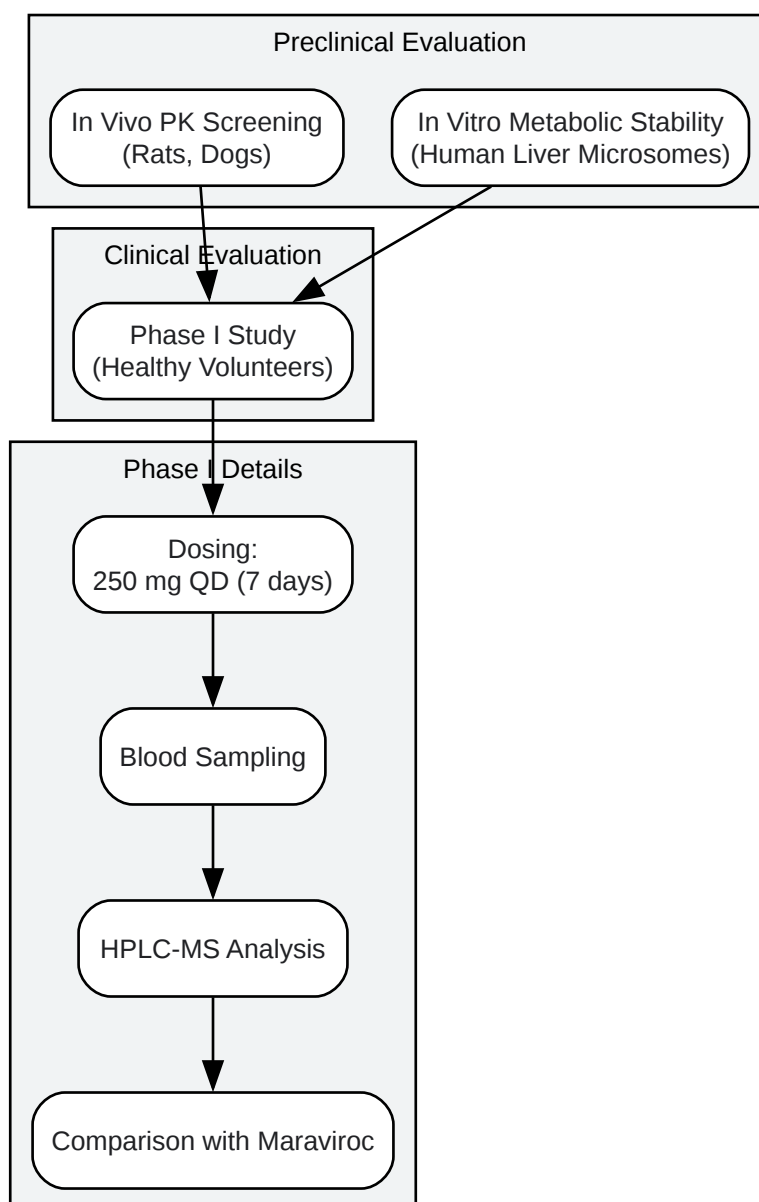 Preclinical Evaluation
In Vivo PK Screening
(Rats, Dogs)
In Vitro Metabolic Stability
(Human Liver Microsomes)
Clinical Evaluation
Phase I Study
(Healthy Volunteers)
Phase I Details
Dosing:
250 mg QD (7 days)
Blood Sampling
HPLC-MS Analysis
Comparison with Maraviroc